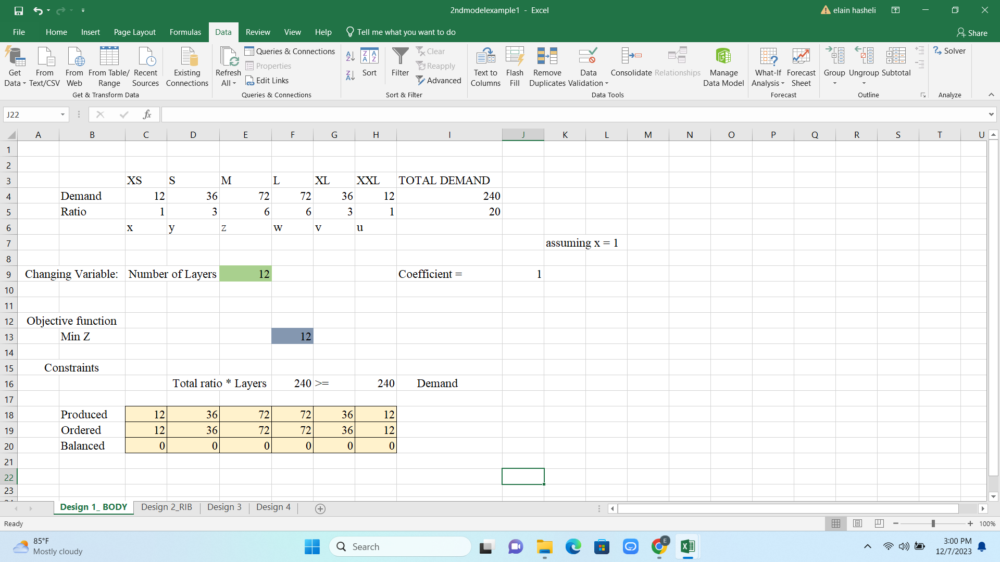 2ndmodelexample1 - Excel
elain hasheli
File Home Insert Page Layout Formulas Data Review View Help Tell me what you want to do
Share
Get Data
From Text/CSV
From Web
From Table/ Range
Recent Sources
Existing Connections
Get & Transform Data
Refresh All
Queries & Connections
Properties
Edit Links
Queries & Connections
Sort
Filter
Clear
Reapply
Advanced
Sort & Filter
Text to Columns
Flash Fill
Remove Duplicates
Data Validation
Consolidate
Relationships
Manage Data Model
Data Tools
What-If Analysis
Forecast Sheet
Forecast
Group
Ungroup
Subtotal
Outline
Solver
Analyze
J22
fx
A B C D E F G H I J K L M N O P Q R S T U
1
2
3 XS S M L XL XXL TOTAL DEMAND
4 Demand 12 36 72 72 36 12 240
5 Ratio 1 3 6 6 3 1 20
6 x y z w v u
7 assuming x = 1
8
9 Changing Variable: Number of Layers 12 Coefficient = 1
10
11
12 Objective function
13 Min Z 12
14
15 Constraints
16 Total ratio * Layers 240 >= 240 Demand
17
18 Produced 12 36 72 72 36 12
19 Ordered 12 36 72 72 36 12
20 Balanced 0 0 0 0 0 0
21
22
23
Design 1_ BODY Design 2_RIB Design 3 Design 4
Ready
100%
85°F
Mostly cloudy
Search
E
3:00 PM
12/7/2023